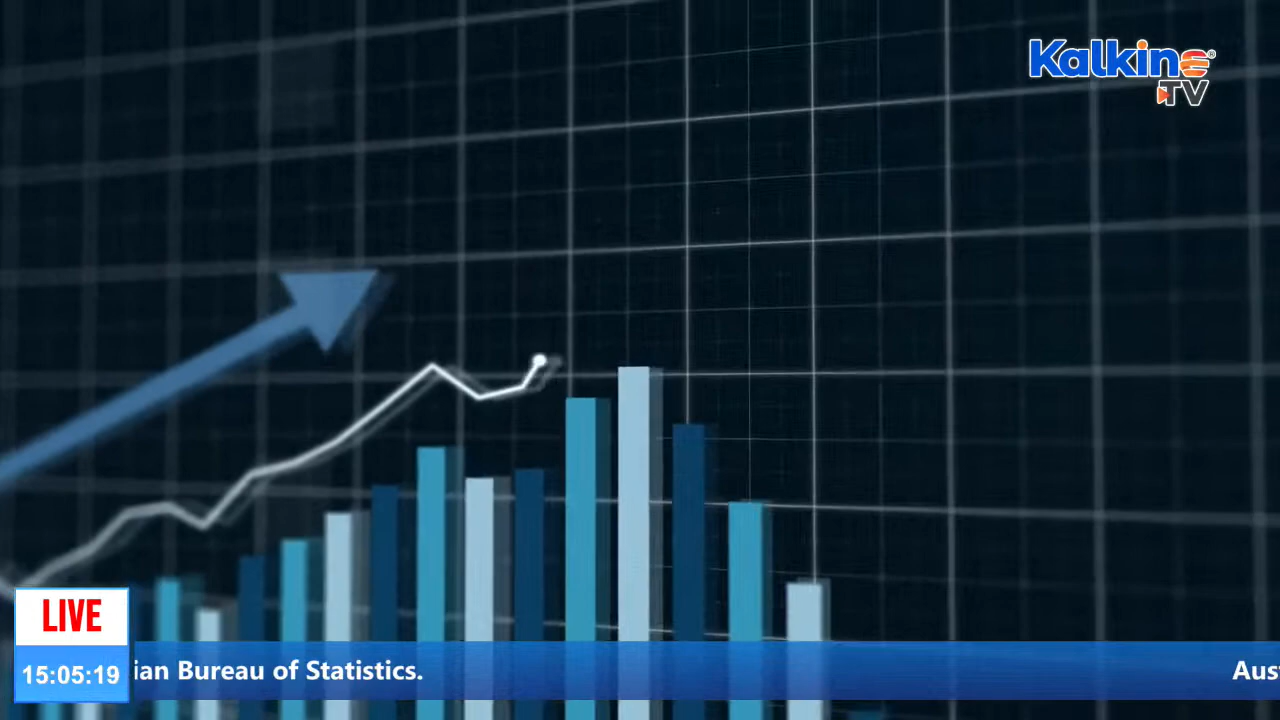 Kalkine®
TV
LIVE
15:05:19
ian Bureau of Statistics.
Aus